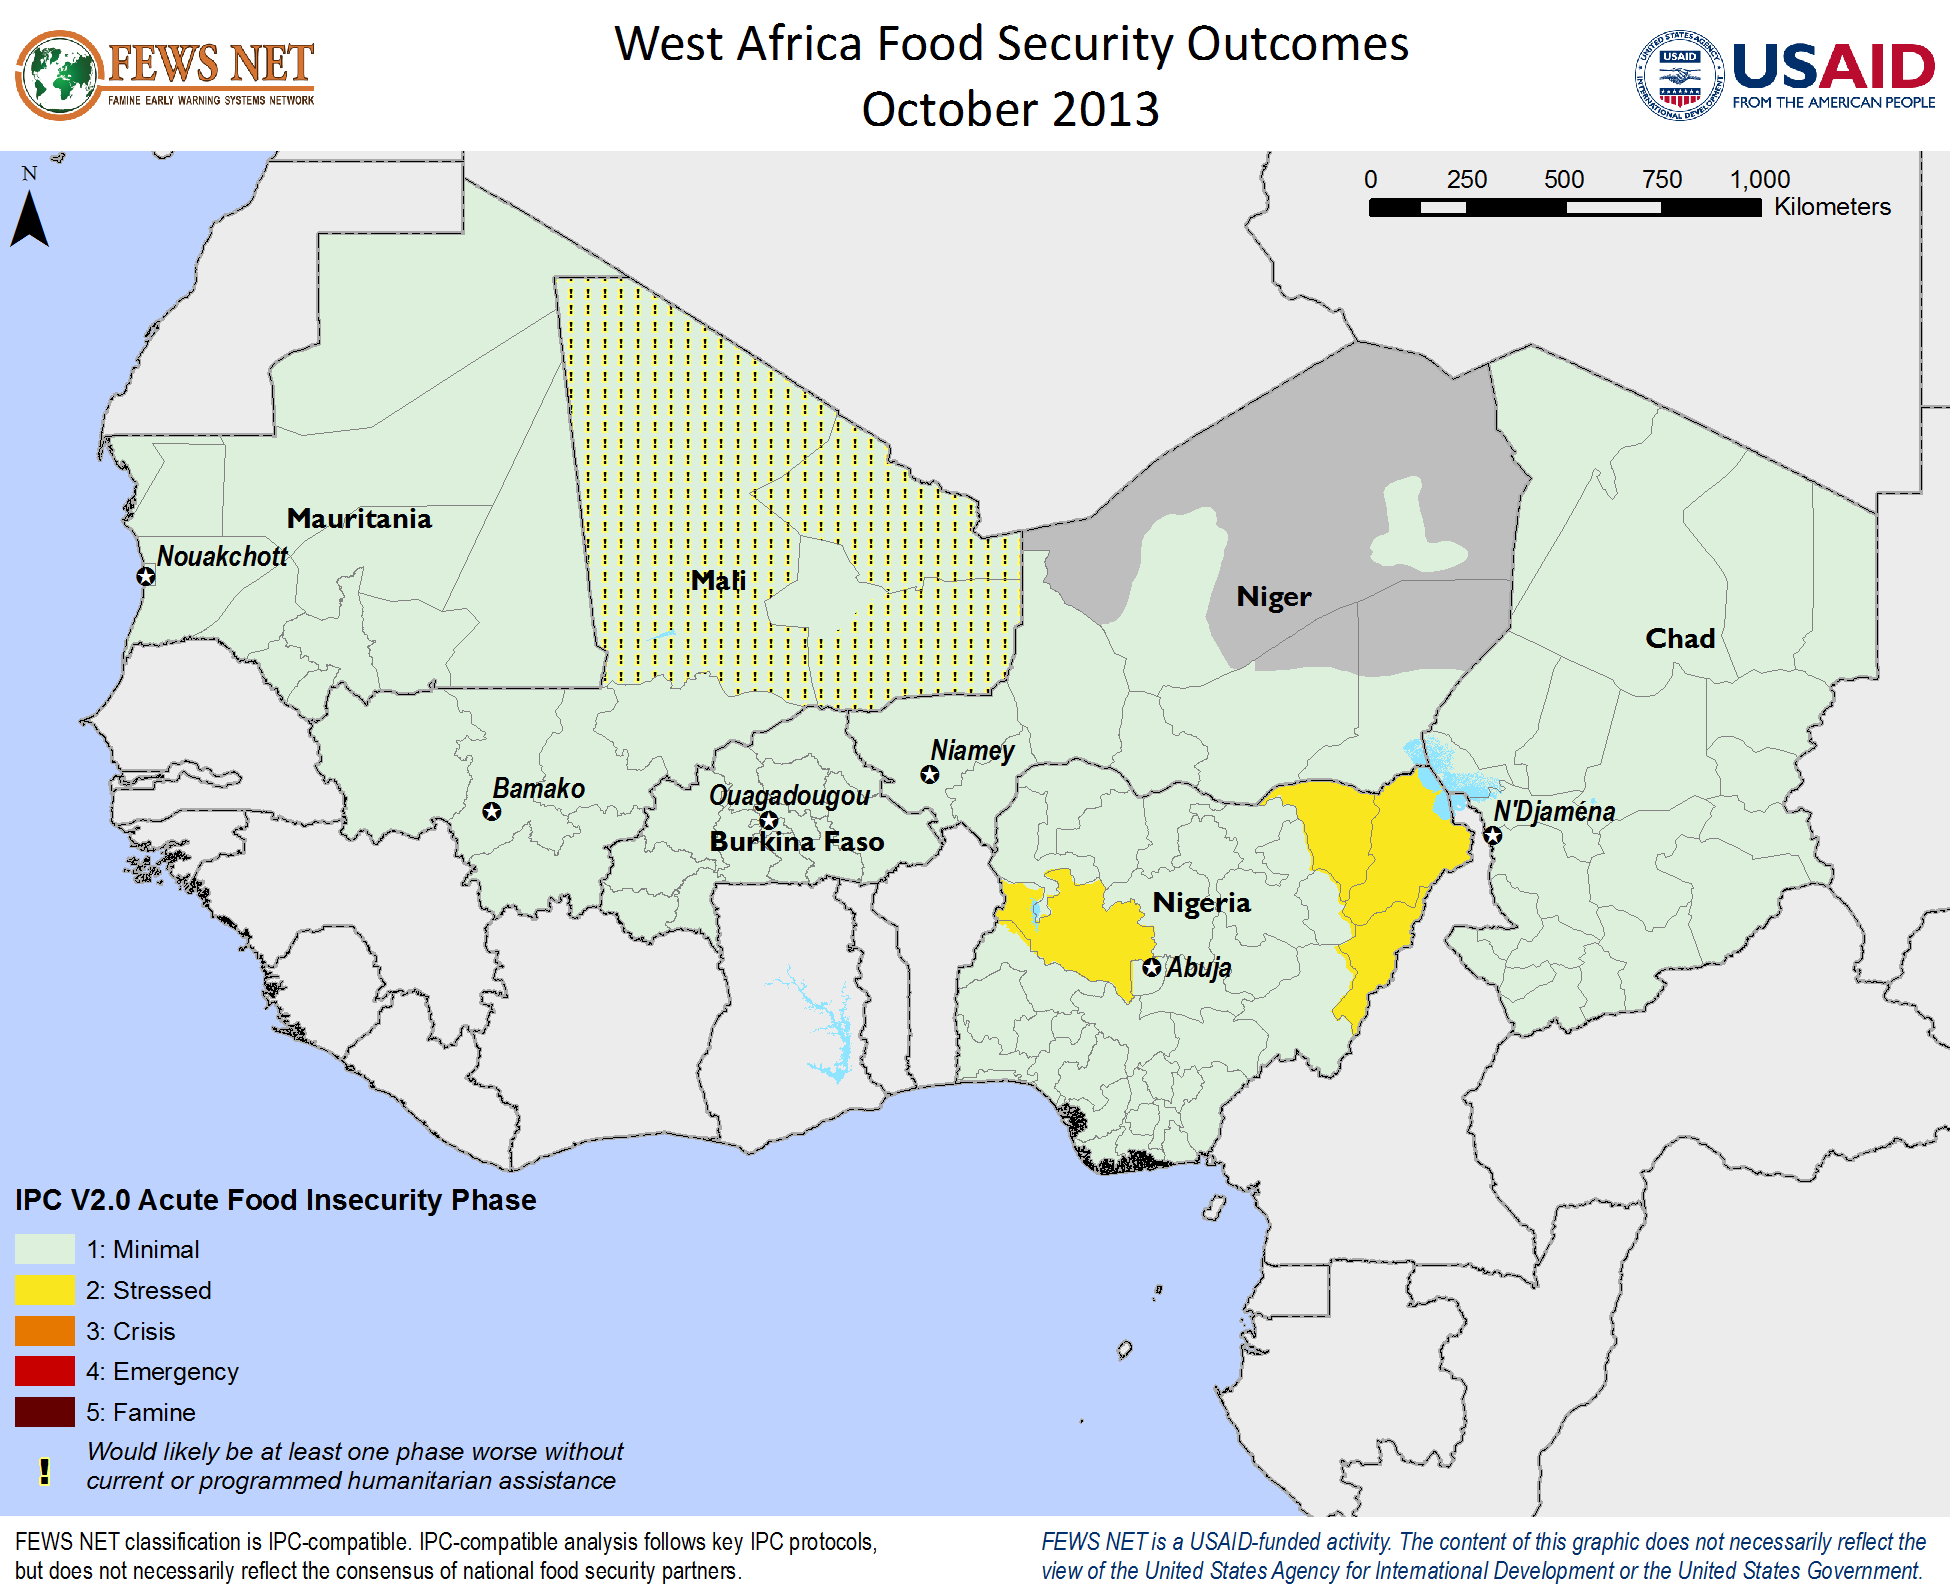 FEWS NET
FAMINE EARLY WARNING SYSTEMS NETWORK
West Africa Food Security Outcomes
October 2013
UNITED STATES AGENCY
USAID
INTERNATIONAL DEVELOPMENT
USAID
FROM THE AMERICAN PEOPLE
N
0 250 500 750 1,000
Kilometers
Mauritania
Nouakchott
Mali
Niger
Chad
Niamey
Bamako
Ouagadougou
Burkina Faso
N'Djaména
Nigeria
Abuja
IPC V2.0 Acute Food Insecurity Phase
1: Minimal
2: Stressed
3: Crisis
4: Emergency
5: Famine
! Would likely be at least one phase worse without
current or programmed humanitarian assistance
FEWS NET classification is IPC-compatible. IPC-compatible analysis follows key IPC protocols,
but does not necessarily reflect the consensus of national food security partners.
FEWS NET is a USAID-funded activity. The content of this graphic does not necessarily reflect the
view of the United States Agency for International Development or the United States Government.